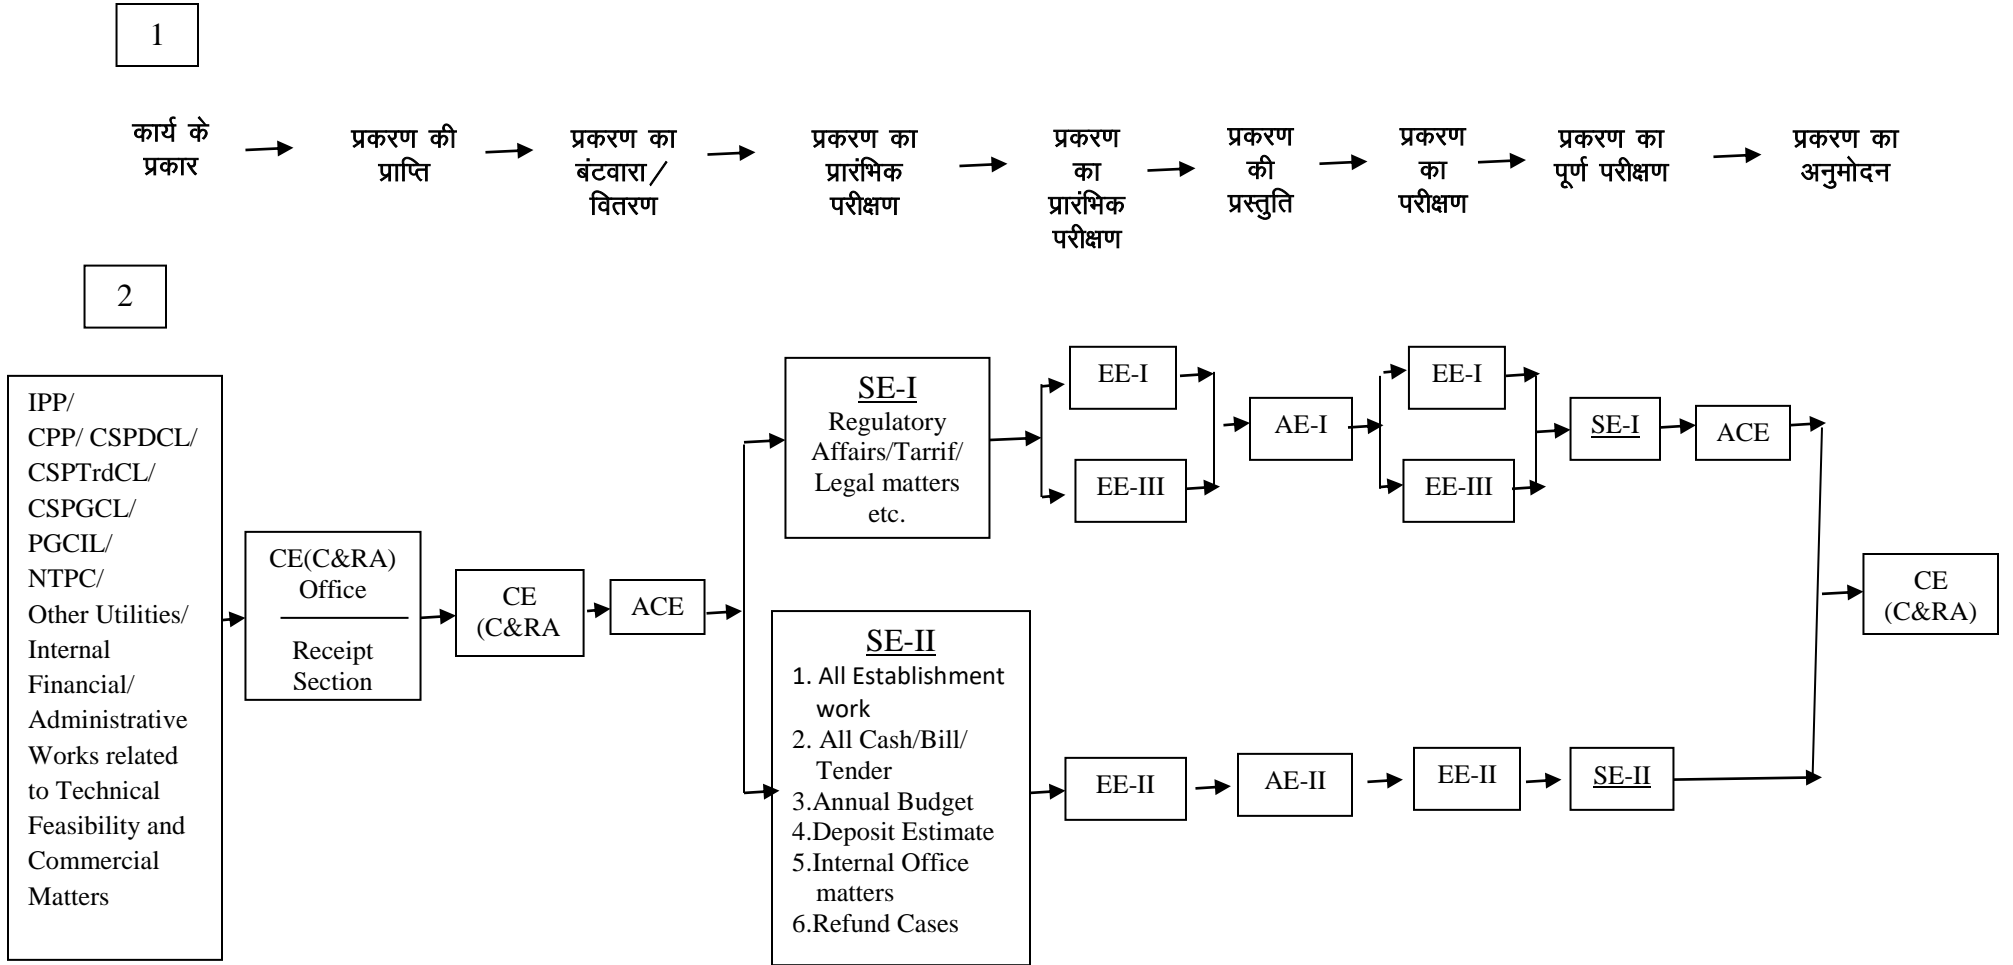 1
कार्य के
प्रकार
प्रकरण की
प्राप्ति
प्रकरण का
बंटवारा/
वितरण
प्रकरण का
प्रारंभिक
परीक्षण
प्रकरण
का
प्रारंभिक
परीक्षण
प्रकरण
की
प्रस्तुति
प्रकरण
का
परीक्षण
प्रकरण का
पूर्ण परीक्षण
प्रकरण का
अनुमोदन
2
IPP/
CPP/ CSPDCL/
CSPTrdCL/
CSPGCL/
PGCIL/
NTPC/
Other Utilities/
Internal
Financial/
Administrative
Works related
to Technical
Feasibility and
Commercial
Matters
CE(C&RA)
Office
Receipt
Section
CE
(C&RA
ACE
SE-I
Regulatory
Affairs/Tarrif/
Legal matters
etc.
EE-I
EE-III
AE-I
EE-I
EE-III
SE-I
ACE
SE-II
1. All Establishment
work
2. All Cash/Bill/
Tender
3.Annual Budget
4.Deposit Estimate
5.Internal Office
matters
6.Refund Cases
EE-II
AE-II
EE-II
SE-II
CE
(C&RA)